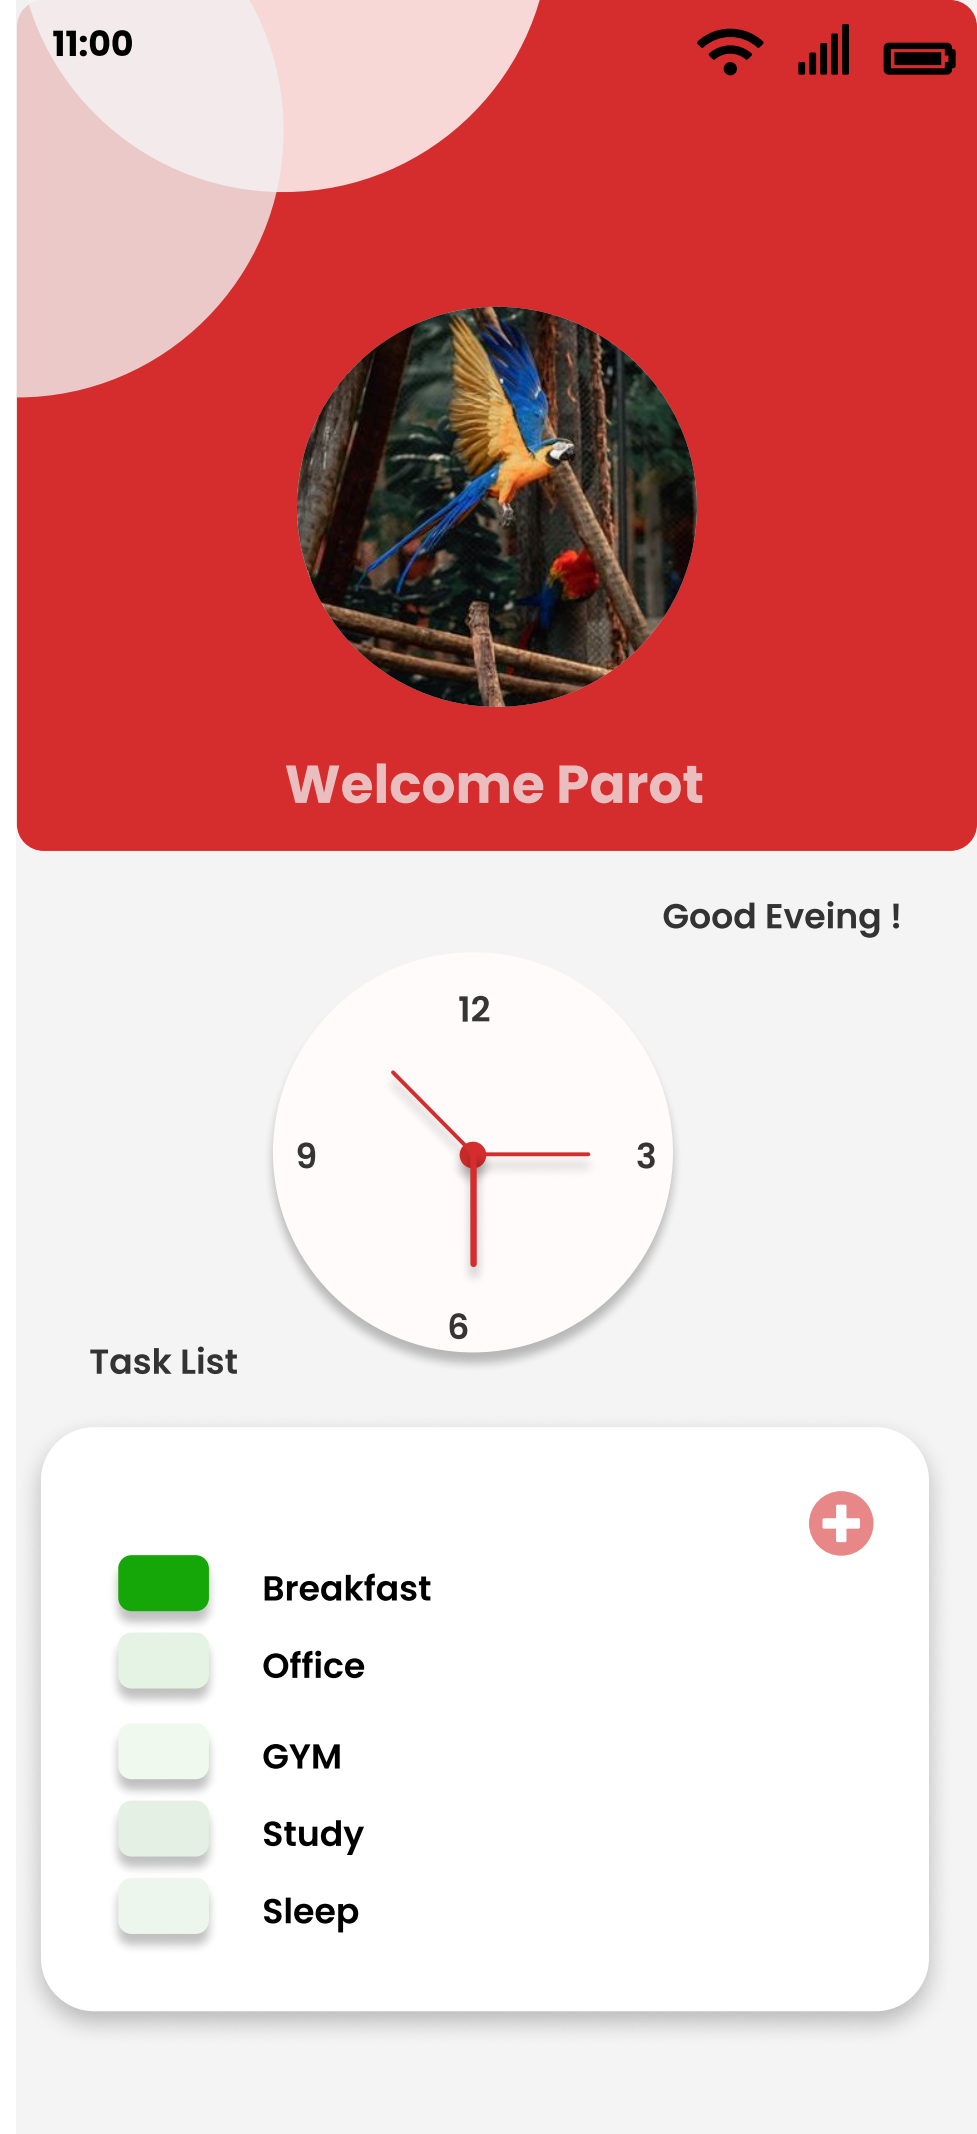 11:00
Welcome Parot
Good Eveing !
12
9
3
6
Task List
Breakfast
Office
GYM
Study
Sleep